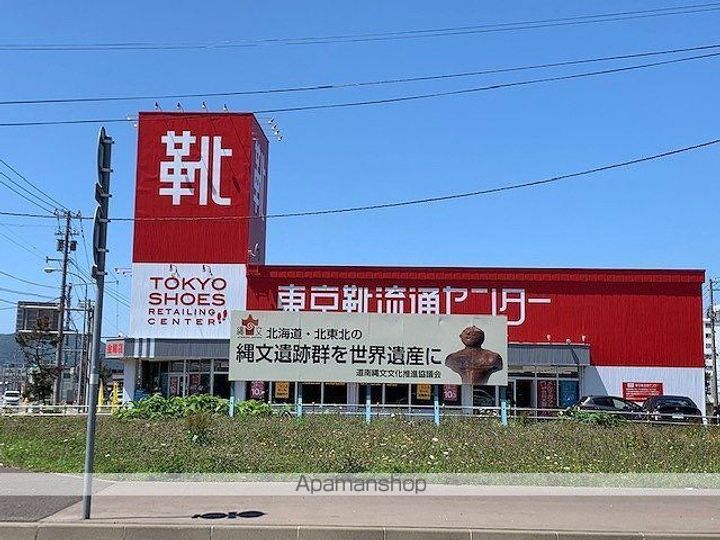 靴
靴
TOKYO
SHOES
RETAILING
CENTER
東京靴流通センター
縄文
北海道・北東北の
縄文遺跡群を世界遺産に
道南縄文文化推進協議会
Apamanshop